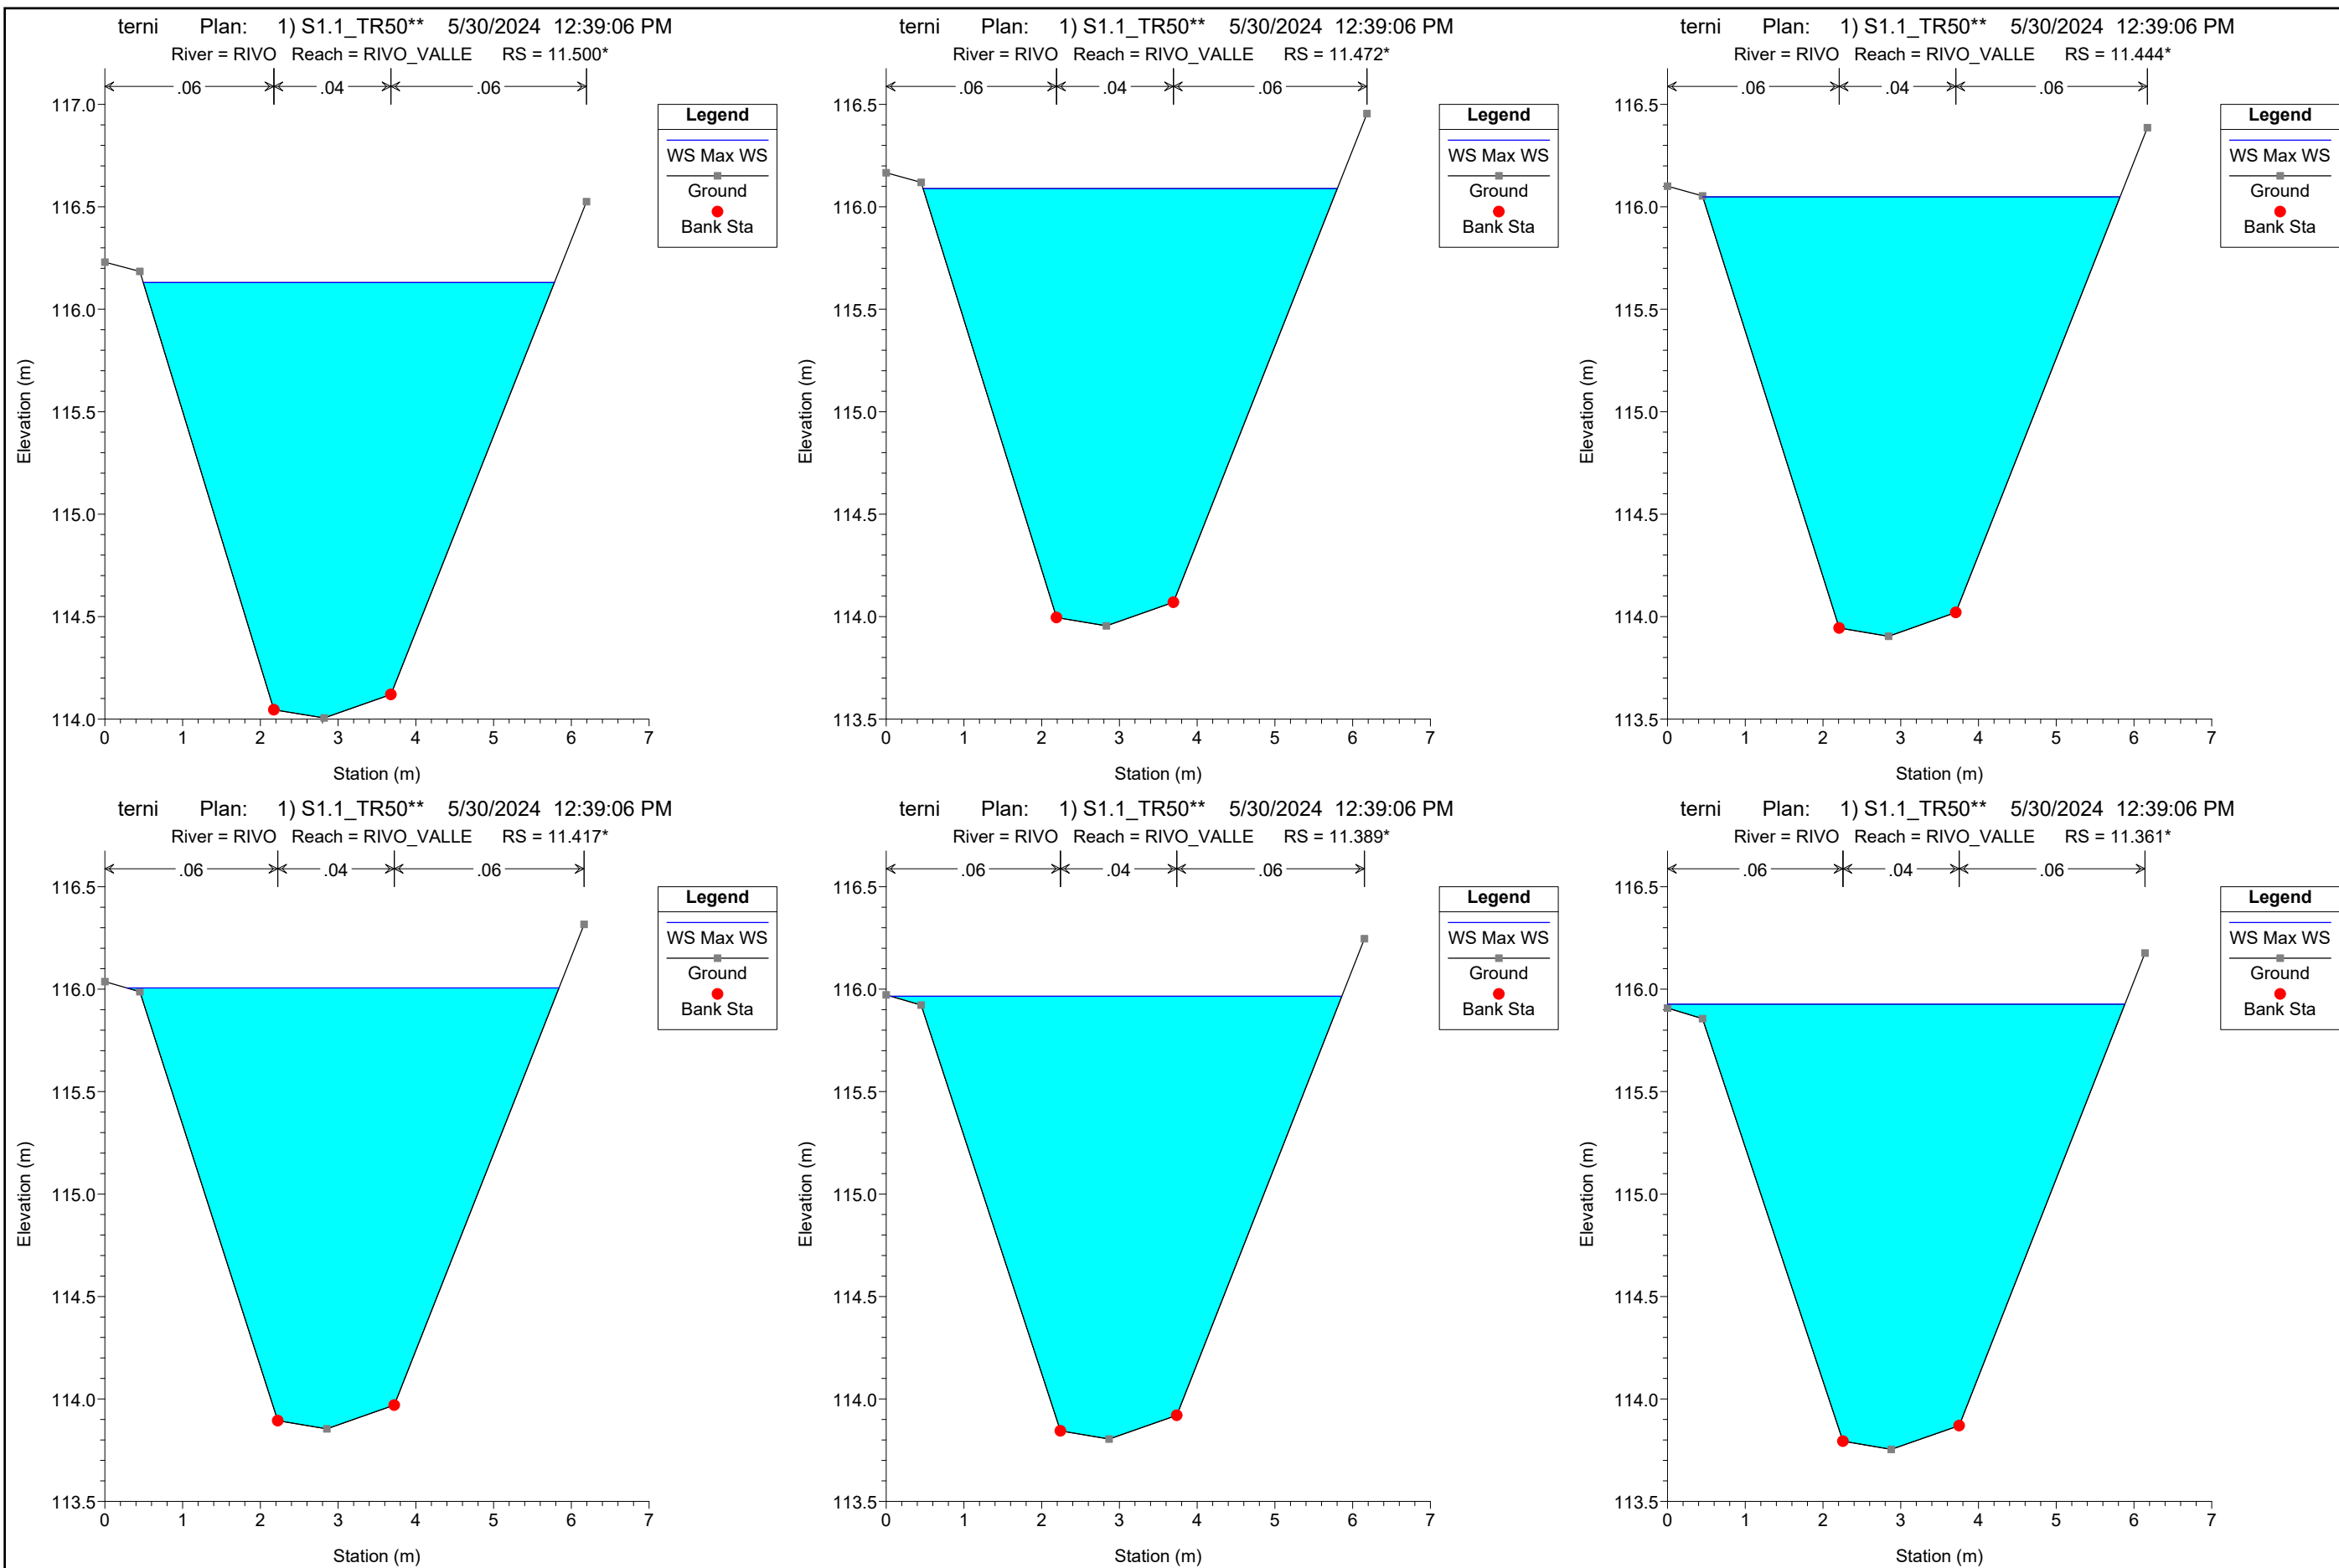 terni Plan: 1) S1.1_TR50** 5/30/2024 12:39:06 PM
River = RIVO Reach = RIVO_VALLE RS = 11.500*
.06 .04 .06
Legend
WS Max WS
Ground
Bank Sta
117.0
116.5
116.0
115.5
115.0
114.5
114.0
Elevation (m)
0 1 2 3 4 5 6 7
Station (m)
terni Plan: 1) S1.1_TR50** 5/30/2024 12:39:06 PM
River = RIVO Reach = RIVO_VALLE RS = 11.472*
.06 .04 .06
Legend
WS Max WS
Ground
Bank Sta
116.5
116.0
115.5
115.0
114.5
114.0
113.5
Elevation (m)
0 1 2 3 4 5 6 7
Station (m)
terni Plan: 1) S1.1_TR50** 5/30/2024 12:39:06 PM
River = RIVO Reach = RIVO_VALLE RS = 11.444*
.06 .04 .06
Legend
WS Max WS
Ground
Bank Sta
116.5
116.0
115.5
115.0
114.5
114.0
113.5
Elevation (m)
0 1 2 3 4 5 6 7
Station (m)
terni Plan: 1) S1.1_TR50** 5/30/2024 12:39:06 PM
River = RIVO Reach = RIVO_VALLE RS = 11.417*
.06 .04 .06
Legend
WS Max WS
Ground
Bank Sta
116.5
116.0
115.5
115.0
114.5
114.0
113.5
Elevation (m)
0 1 2 3 4 5 6 7
Station (m)
terni Plan: 1) S1.1_TR50** 5/30/2024 12:39:06 PM
River = RIVO Reach = RIVO_VALLE RS = 11.389*
.06 .04 .06
Legend
WS Max WS
Ground
Bank Sta
116.5
116.0
115.5
115.0
114.5
114.0
113.5
Elevation (m)
0 1 2 3 4 5 6 7
Station (m)
terni Plan: 1) S1.1_TR50** 5/30/2024 12:39:06 PM
River = RIVO Reach = RIVO_VALLE RS = 11.361*
.06 .04 .06
Legend
WS Max WS
Ground
Bank Sta
116.5
116.0
115.5
115.0
114.5
114.0
113.5
Elevation (m)
0 1 2 3 4 5 6 7
Station (m)